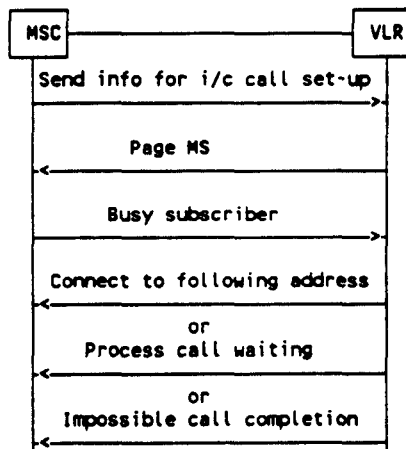 MSC VLR
Send info for i/c call set-up
Page MS
Busy subscriber
Connect to following address
or
Process call waiting
or
Impossible call completion